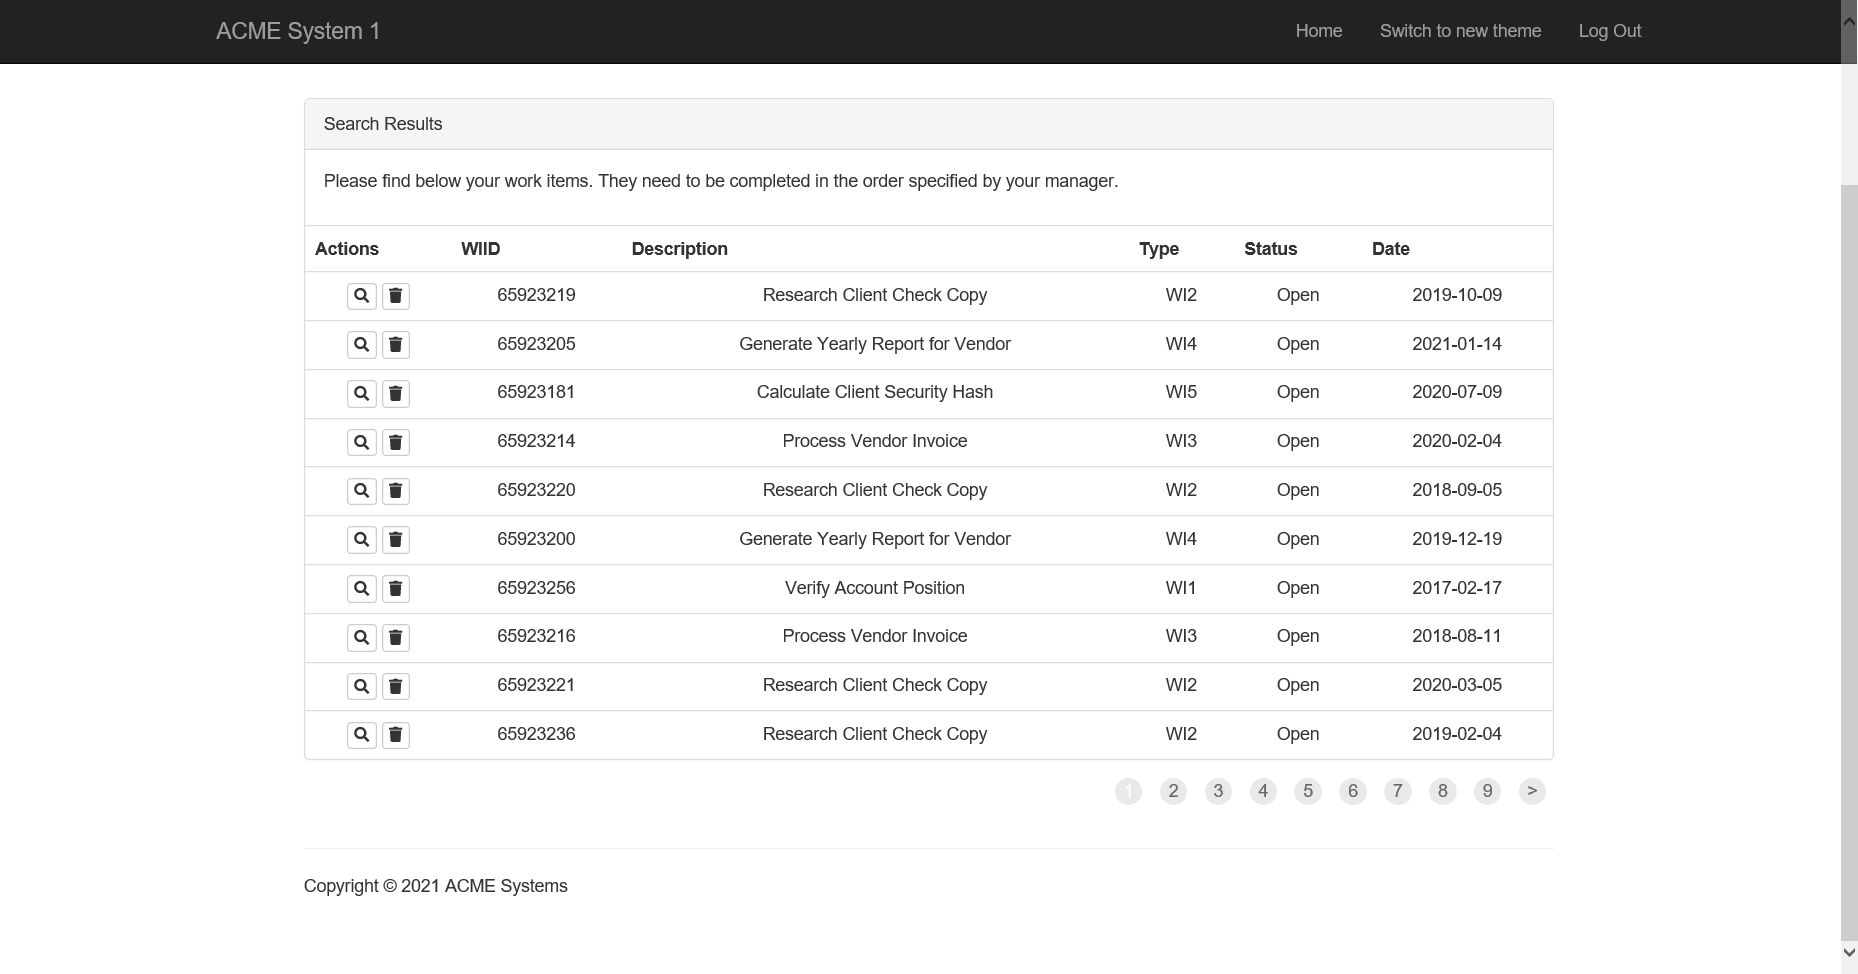 ACME System 1 Home Switch to new theme Log Out
Search Results
Please find below your work items. They need to be completed in the order specified by your manager.
Actions WIID Description Type Status Date
65923219 Research Client Check Copy WI2 Open 2019-10-09
65923205 Generate Yearly Report for Vendor WI4 Open 2021-01-14
65923181 Calculate Client Security Hash WI5 Open 2020-07-09
65923214 Process Vendor Invoice WI3 Open 2020-02-04
65923220 Research Client Check Copy WI2 Open 2018-09-05
65923200 Generate Yearly Report for Vendor WI4 Open 2019-12-19
65923256 Verify Account Position WI1 Open 2017-02-17
65923216 Process Vendor Invoice WI3 Open 2018-08-11
65923221 Research Client Check Copy WI2 Open 2020-03-05
65923236 Research Client Check Copy WI2 Open 2019-02-04
1 2 3 4 5 6 7 8 9 >
Copyright © 2021 ACME Systems